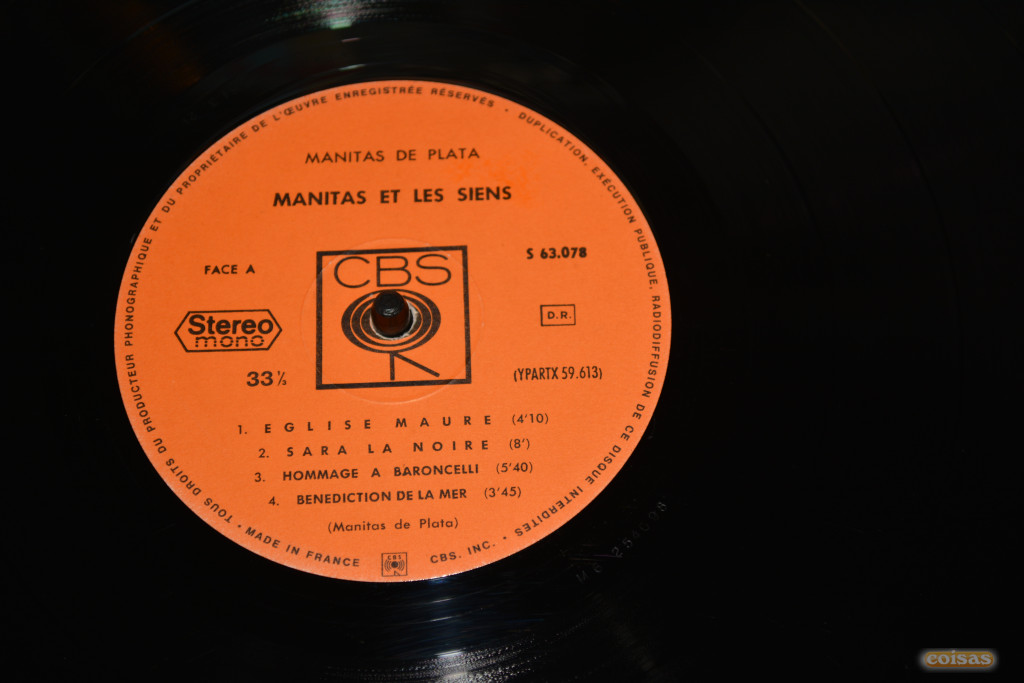 TOUS DROITS DU PRODUCTEUR PHONOGRAPHIQUE ET DU PROPRIÉTAIRE DE L'ŒUVRE ENREGISTRÉE RÉSERVÉS · DUPLICATION, EXÉCUTION PUBLIQUE, RADIODIFFUSION DE CE DISQUE INTERDITES ·
MANITAS DE PLATA
MANITAS ET LES SIENS
FACE A
CBS
S 63.078
Stereo
mono
D.R.
33 ⅓
(YPARTX 59.613)
1. EGLISE MAURE (4'10)
2. SARA LA NOIRE (8')
3. HOMMAGE A BARONCELLI (5'40)
4. BENEDICTION DE LA MER (3'45)
(Manitas de Plata)
· MADE IN FRANCE
CBS
CBS. INC. ·
coisas